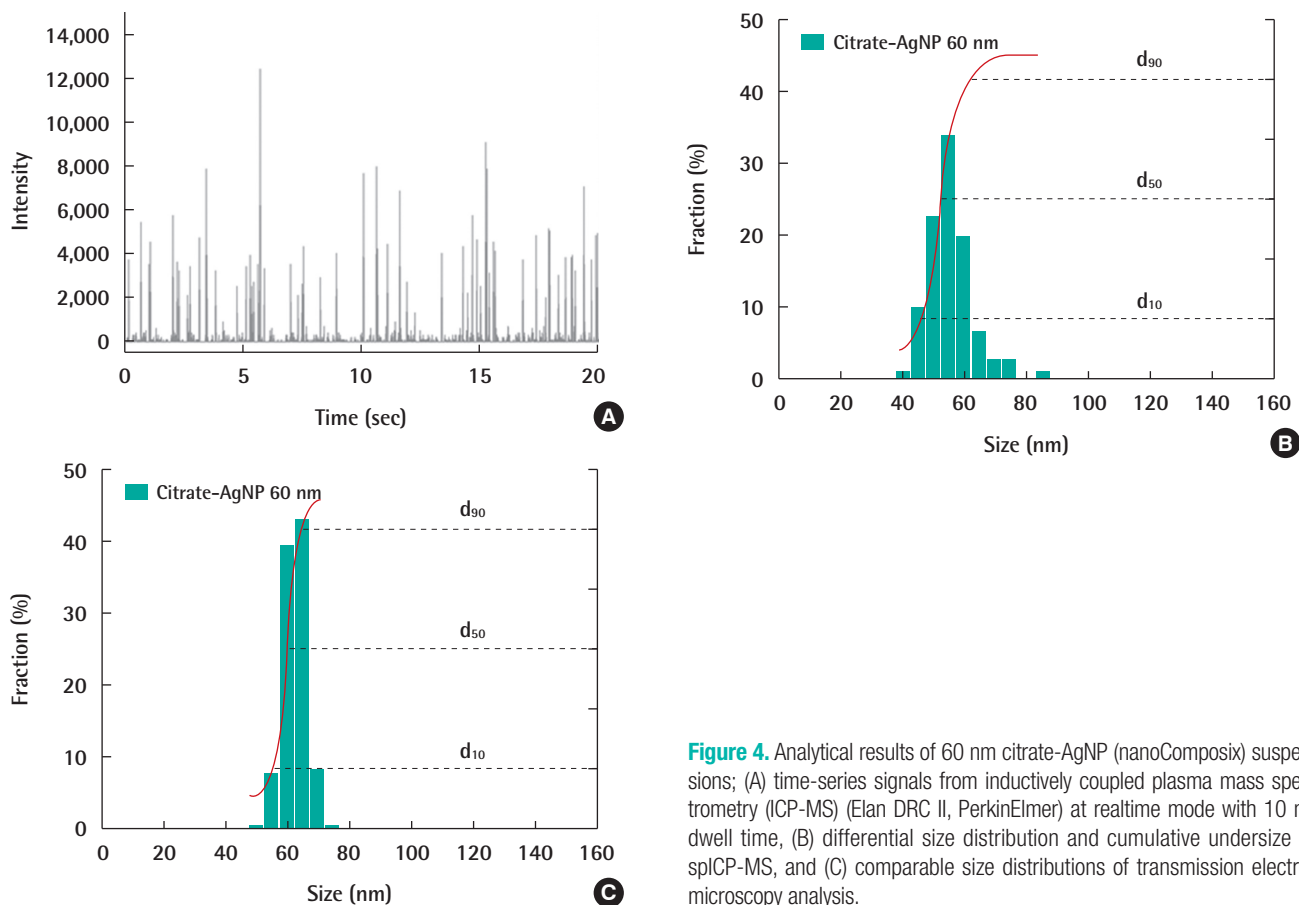 14,000
12,000
10,000
8,000
6,000
4,000
2,000
0
Intensity
0 5 10 15 20
Time (sec)
A
50
40
30
20
10
0
Fraction (%)
Citrate-AgNP 60 nm
d90
d50
d10
0 20 40 60 80 100 120 140 160
Size (nm)
B
50
40
30
20
10
0
Fraction (%)
Citrate-AgNP 60 nm
d90
d50
d10
0 20 40 60 80 100 120 140 160
Size (nm)
C
Figure 4. Analytical results of 60 nm citrate-AgNP (nanoComposix) suspe
sions; (A) time-series signals from inductively coupled plasma mass spe
trometry (ICP-MS) (Elan DRC II, PerkinElmer) at realtime mode with 10 m
dwell time, (B) differential size distribution and cumulative undersize
spICP-MS, and (C) comparable size distributions of transmission electr
microscopy analysis.